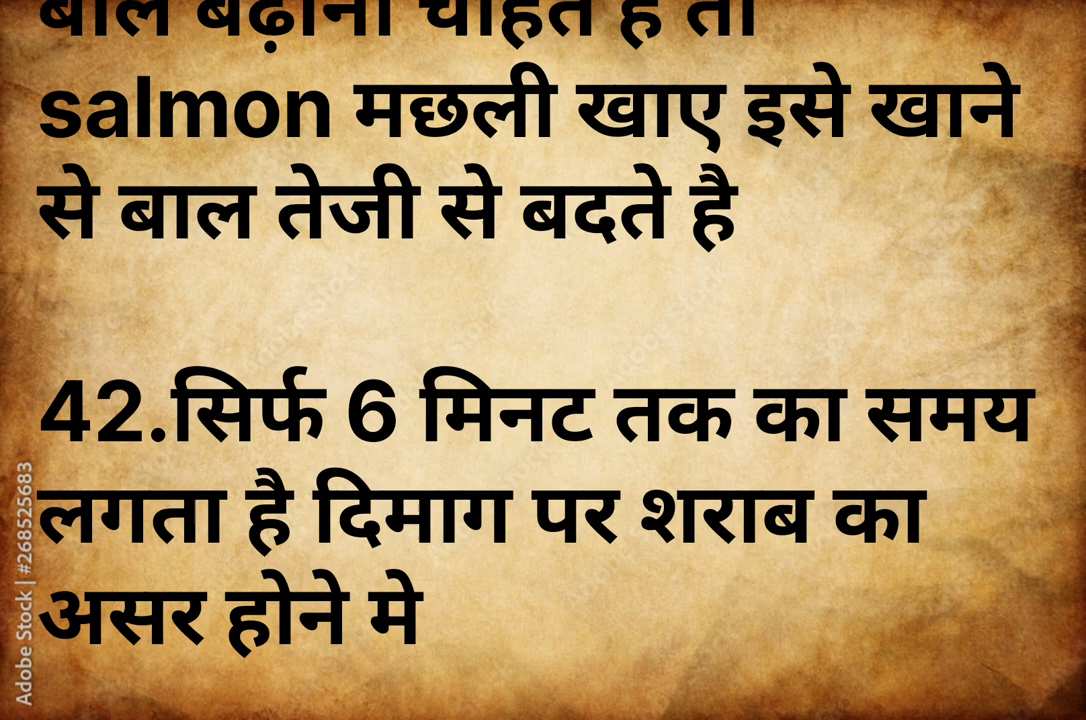 बाल बढ़ाना चाहते है तो
salmon मछली खाए इसे खाने
से बाल तेजी से बदते है
42.सिर्फ 6 मिनट तक का समय
लगता है दिमाग पर शराब का
असर होने मे
Adobe Stock | #268525683